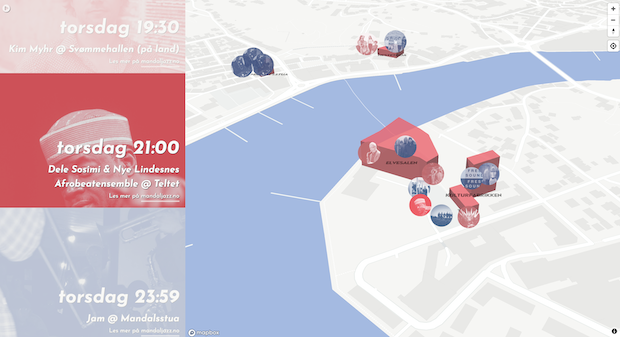 torsdag 19:30
Kim Myhr @ Svømmehallen (på land)
Les mer på mandaljazz.no
torsdag 21:00
Dele Sosimi & Nye Lindesnes
Afrobeatensemble @ Teltet
Les mer på mandaljazz.no
torsdag 23:59
Jam @ Mandalsstua
Les mer på mandaljazz.no
ELVESALEN
mapbox